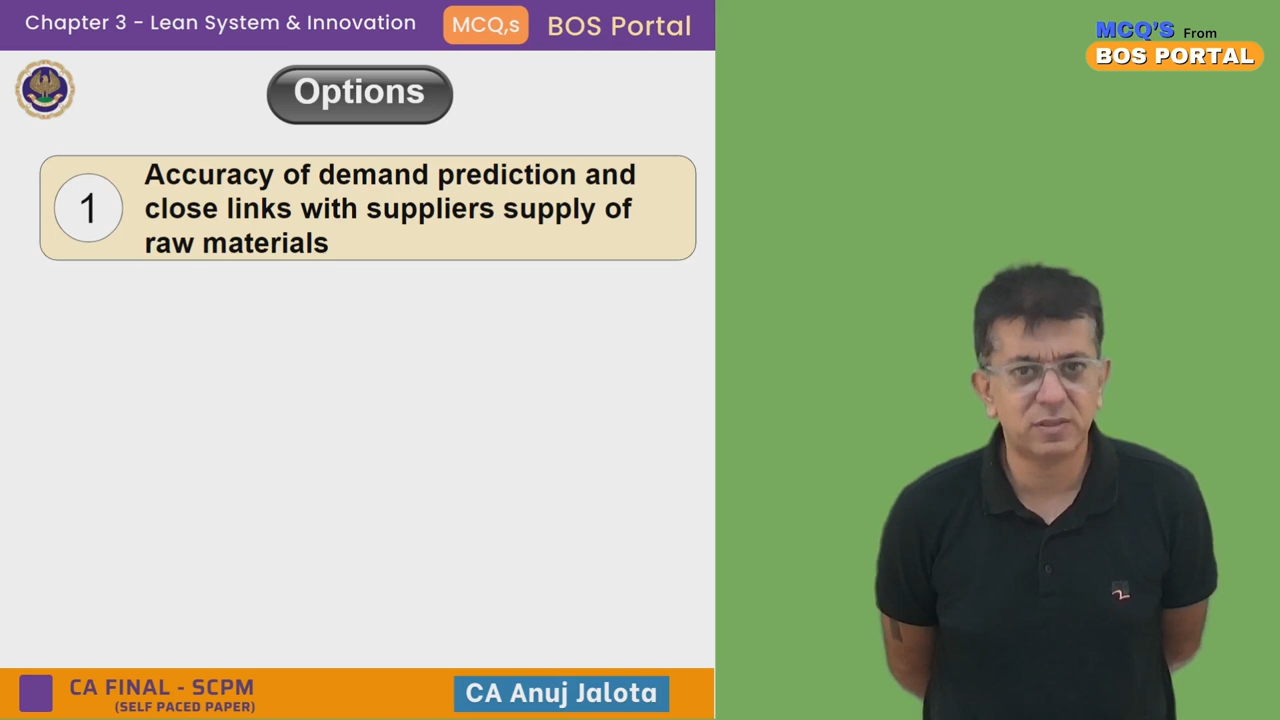 Chapter 3 - Lean System & Innovation MCQ,s BOS Portal
MCQ'S From
BOS PORTAL
Options
1 Accuracy of demand prediction and
close links with suppliers supply of
raw materials
CA FINAL - SCPM
(SELF PACED PAPER)
CA Anuj Jalota